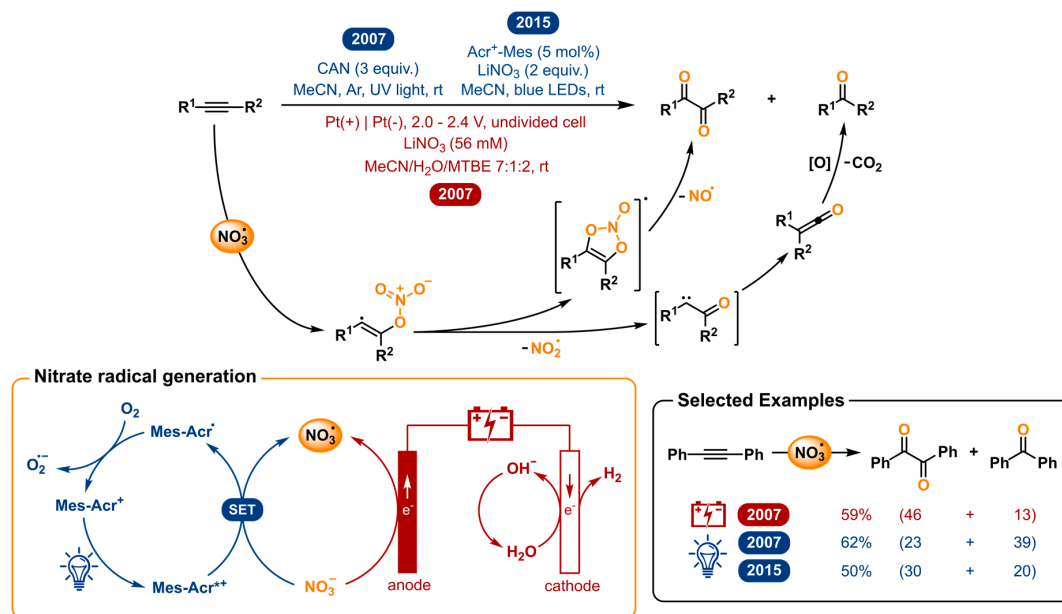 2007
CAN (3 equiv.)
MeCN, Ar, UV light, rt
2015
Acr⁺-Mes (5 mol%)
LiNO₃ (2 equiv.)
MeCN, blue LEDs, rt
R¹ R²
Pt(+) | Pt(-), 2.0 - 2.4 V, undivided cell
LiNO₃ (56 mM)
MeCN/H₂O/MTBE 7:1:2, rt
2007
O
R¹ R²
O
+
O
R¹ R²
[O] -CO₂
-NO•
O •
O N
O
R¹
R²
R¹ O
R²
NO₃•
O N⁺ O⁻
O
R¹
R²
-NO₂•
R¹ O
R²
Nitrate radical generation
O₂
Mes-Acr•
O₂•⁻
Mes-Acr⁺
SET
Mes-Acr*⁺
NO₃•
NO₃⁻
+ -
e⁻
anode
OH⁻
H₂O
e⁻
cathode
H₂
Selected Examples
Ph Ph
NO₃•
O
Ph Ph
O
+
O
Ph Ph
+ - 2007 59% (46 + 13)
2007 62% (23 + 39)
2015 50% (30 + 20)